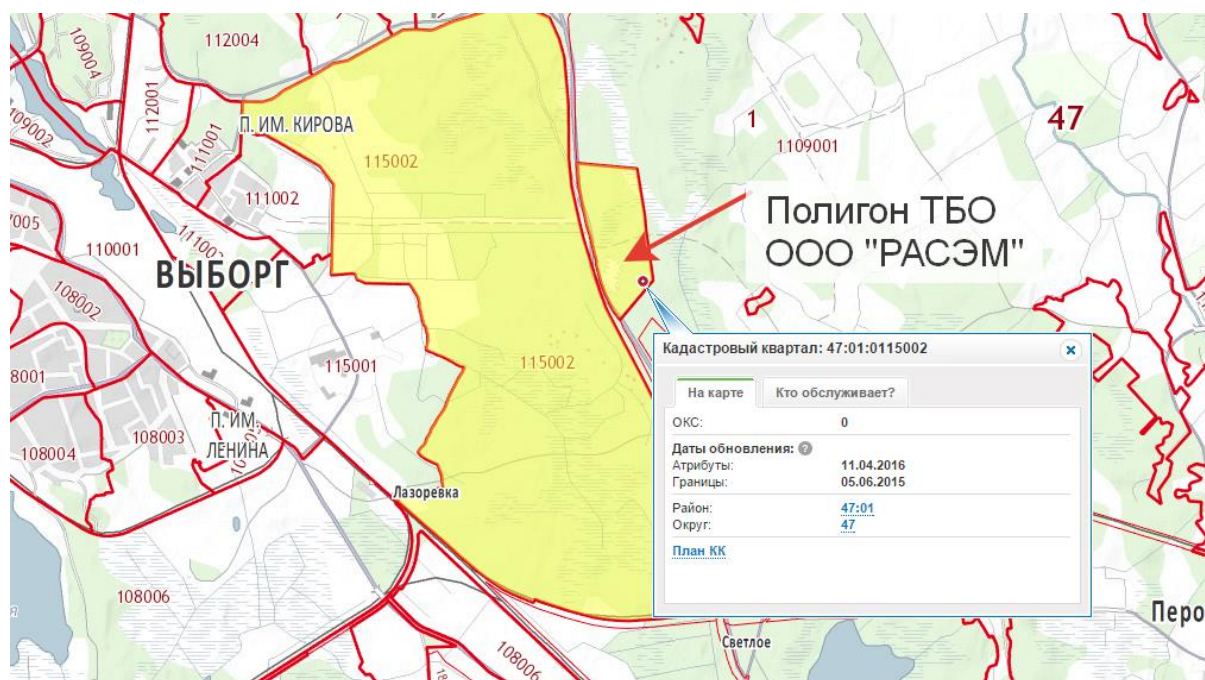 109004
112004
112001
109002
П. ИМ. КИРОВА
111001
115002
1
47
1109001
111002
7005
110001
111002
ВЫБОРГ
Полигон ТБО
ООО "РАСЭМ"
108002
115001
115002
Кадастровый квартал: 47:01:0115002
На карте
Кто обслуживает?
ОКС: 0
Даты обновления:
Атрибуты: 11.04.2016
Границы: 05.06.2015
Район: 47:01
Округ: 47
План КК
8001
П. ИМ.
ЛЕНИНА
108003
108004
Лазоревка
108006
Перо
Светлое
108006